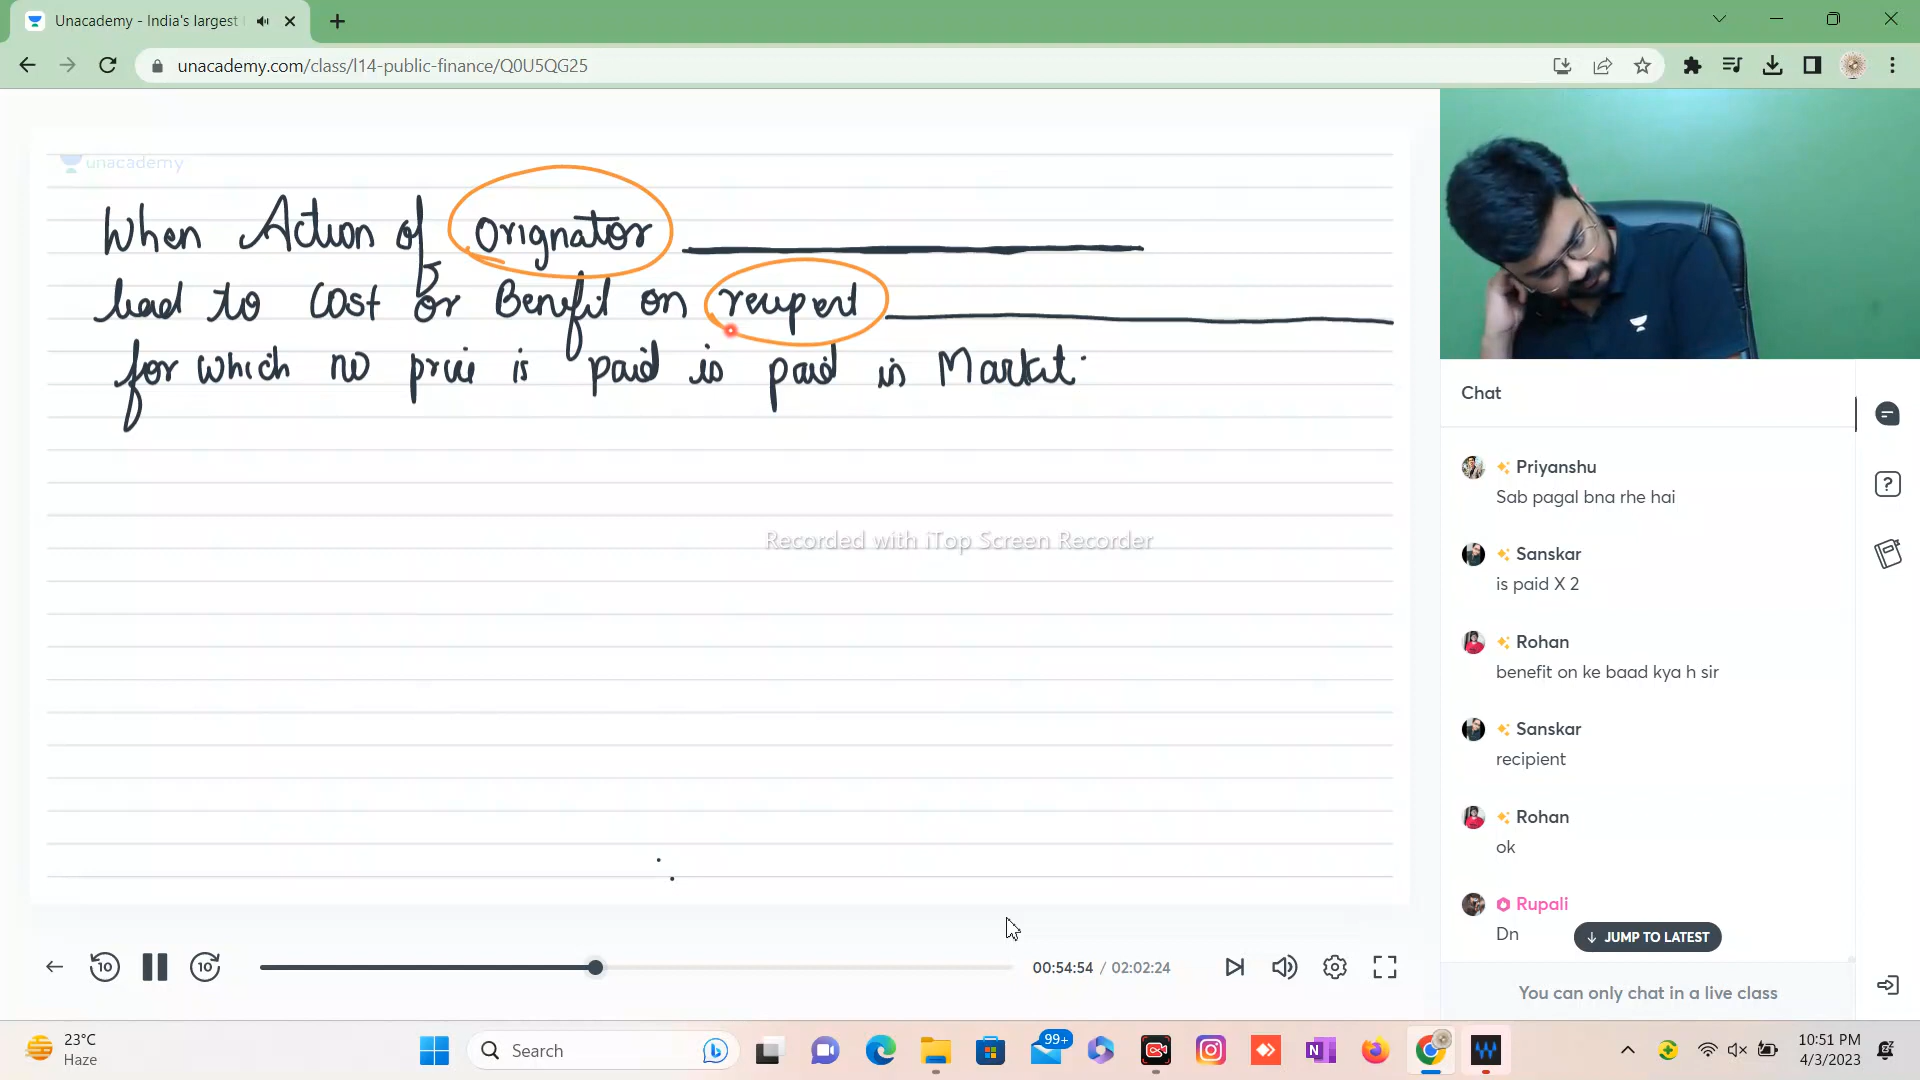 Unacademy - India's largest
unacademy.com/class/l14-public-finance/Q0U5QG25
unacademy
When Action of Orignator
lead to Cost or Benefit on recipent
for which no price is paid is paid in Market.
Recorded with iTop Screen Recorder
10
10
00:54:54 / 02:02:24
Chat
Priyanshu
Sab pagal bna rhe hai
Sanskar
is paid X 2
Rohan
benefit on ke baad kya h sir
Sanskar
recipient
Rohan
ok
Rupali
Dn
JUMP TO LATEST
You can only chat in a live class
23°C
Haze
Search
99+
10:51 PM
4/3/2023